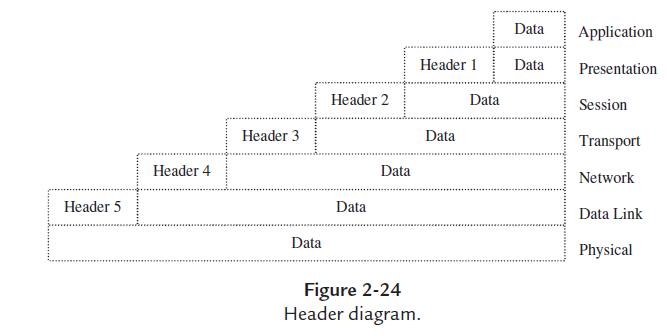 Data Application
Header 1 Data Presentation
Header 2 Data Session
Header 3 Data Transport
Header 4 Data Network
Header 5 Data Data Link
Data Physical
Figure 2-24
Header diagram.